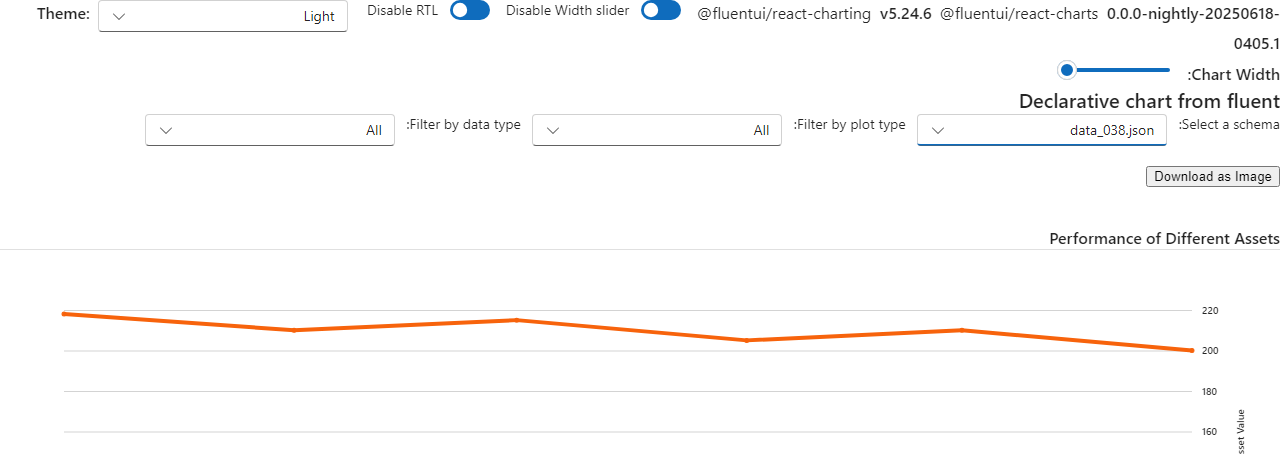 Theme: Light Disable RTL Disable Width slider @fluentui/react-charting v5.24.6 @fluentui/react-charts 0.0.0-nightly-20250618-
0405.1
:Chart Width
Declarative chart from fluent
:Select a schema data_038.json :Filter by plot type All :Filter by data type All
Download as Image
Performance of Different Assets
220
200
180
160
sset Value